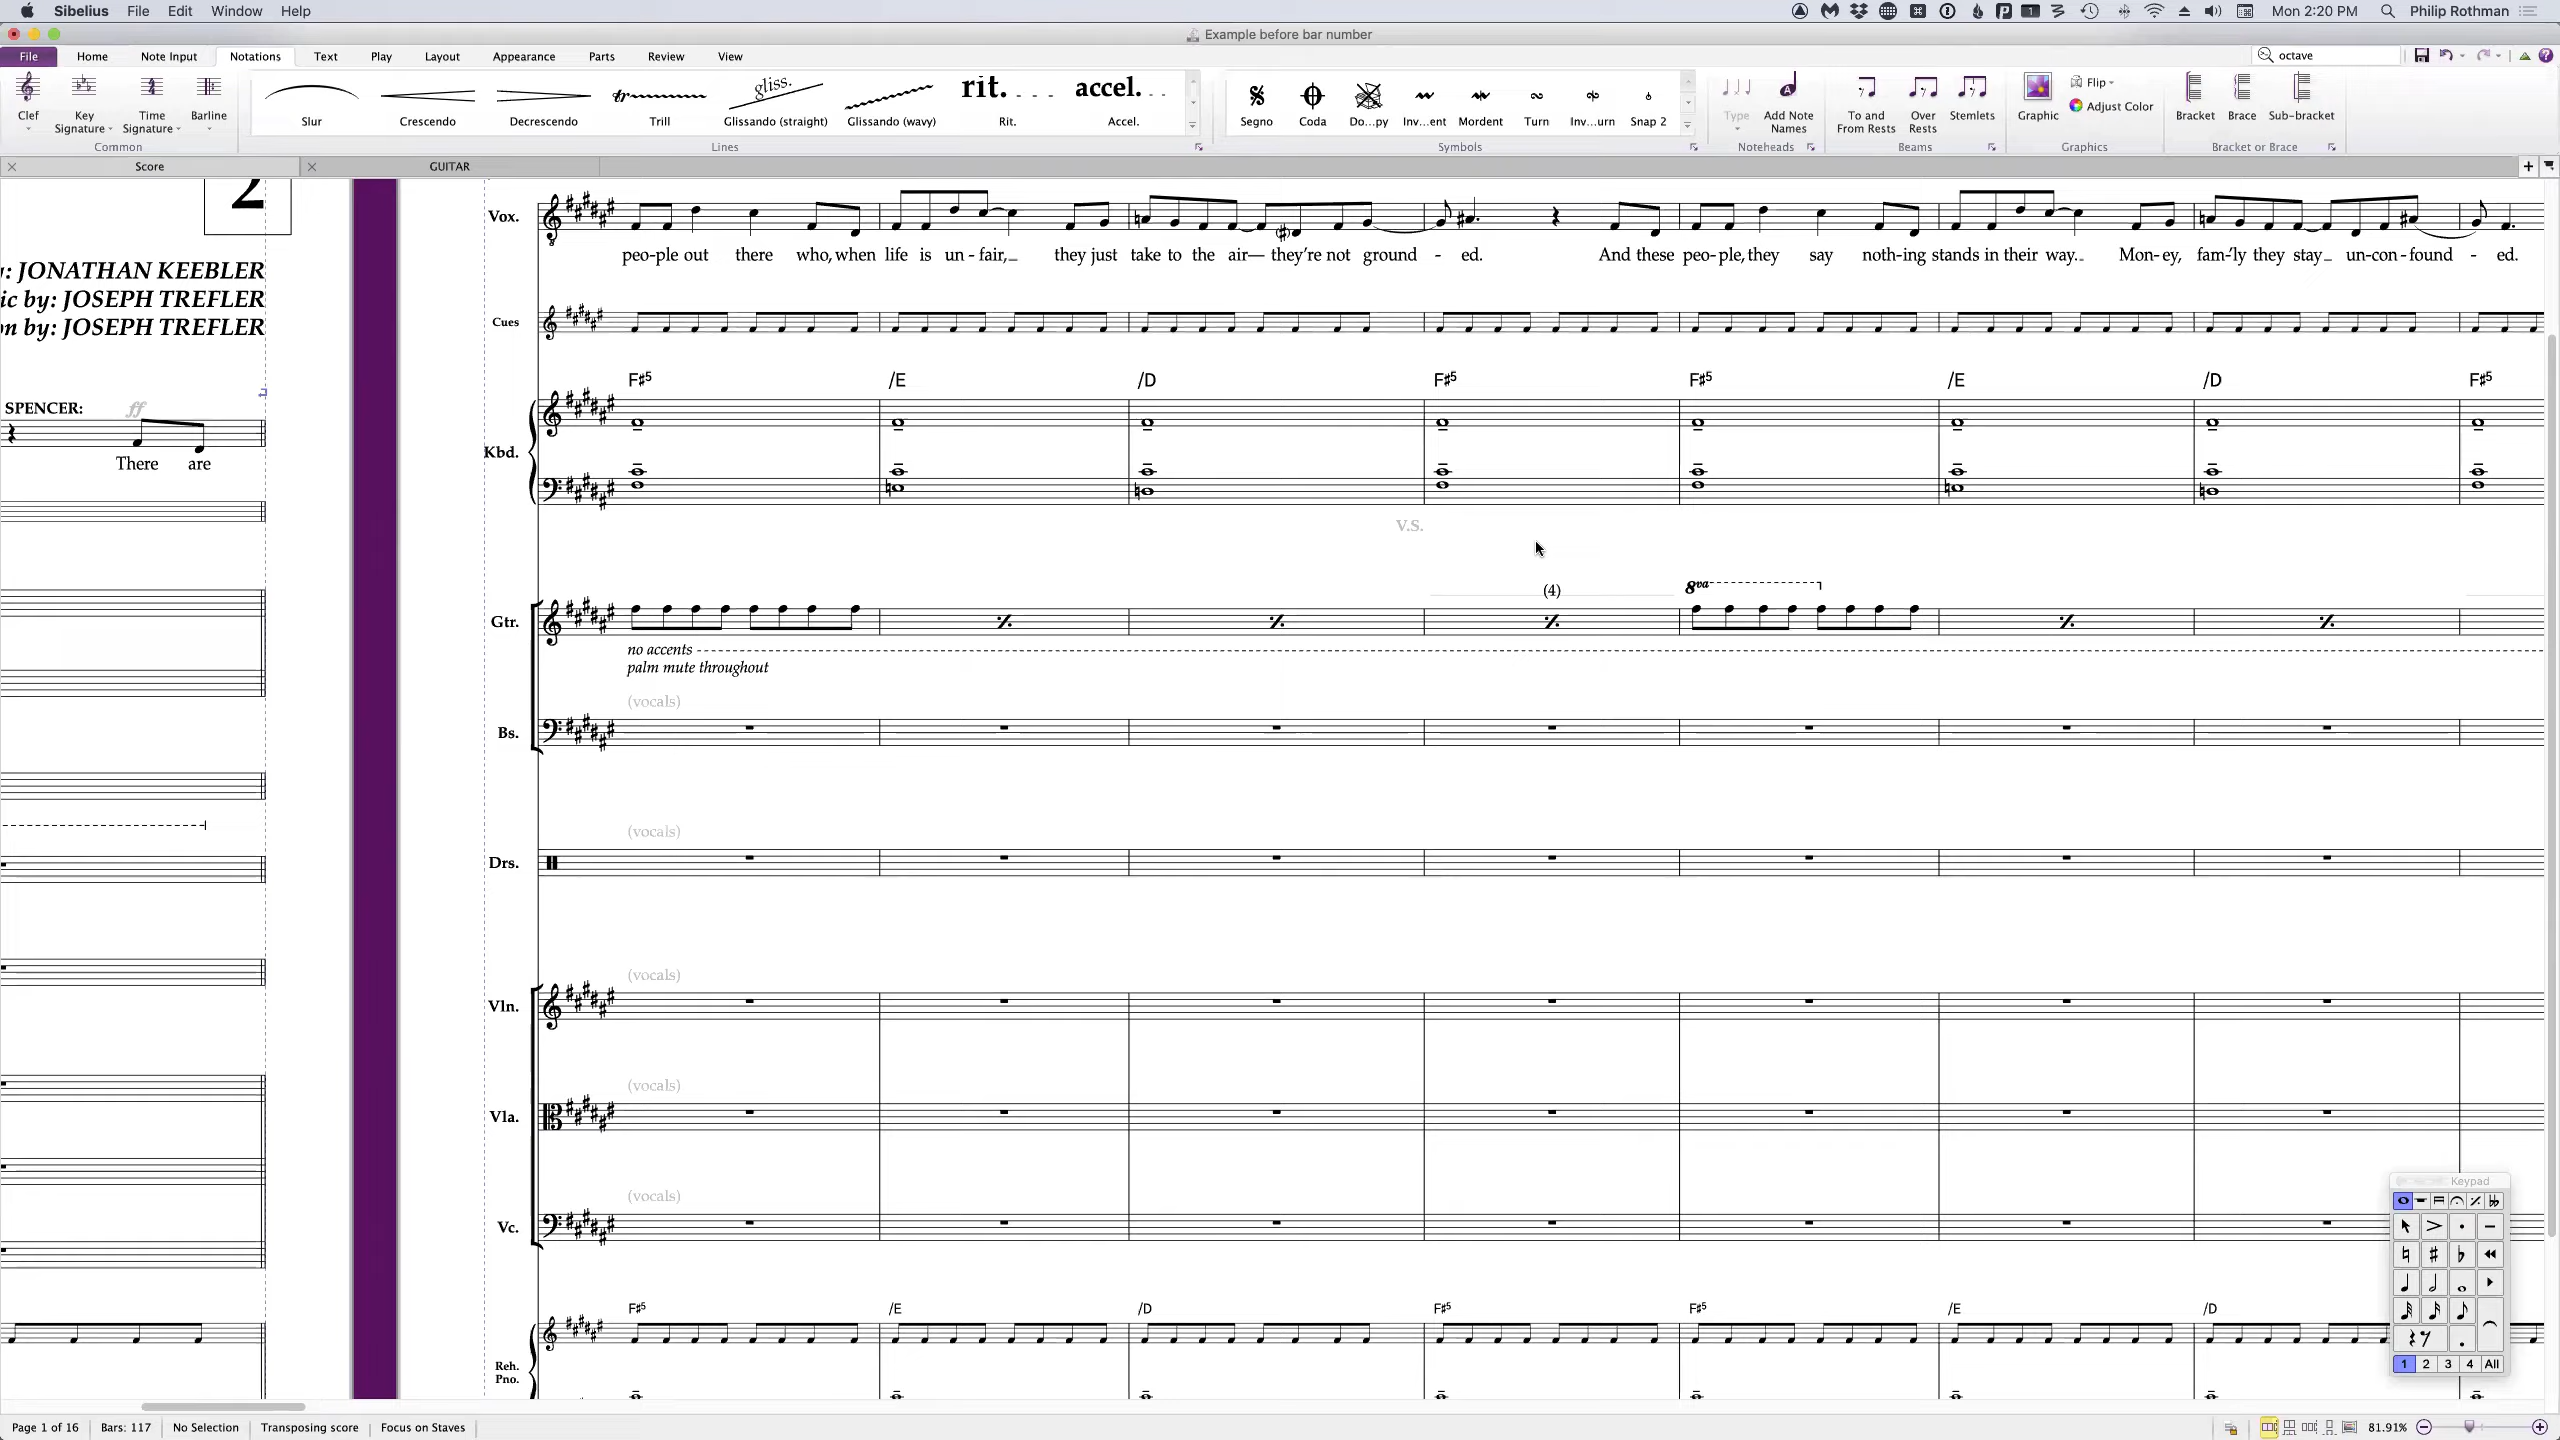 Sibelius File Edit Window Help Mon 2:20 PM Philip Rothman
Example before bar number
File Home Note Input Notations Text Play Layout Appearance Parts Review View octave
Clef Key Signature Time Signature Barline
Common
gliss. rit. accel.
Slur Crescendo Decrescendo Trill Glissando (straight) Glissando (wavy) Rit. Accel.
Lines
Segno Coda Do...py Inv...ent Mordent Turn Inv...urn Snap 2
Symbols
Type Add Note Names
Noteheads
To and From Rests Over Rests Stemlets
Beams
Graphic Flip Adjust Color
Graphics
Bracket Brace Sub-bracket
Bracket or Brace
Score GUITAR
2
: JONATHAN KEEBLER
ic by: JOSEPH TREFLER
on by: JOSEPH TREFLER
SPENCER: ff
There are
Vox.
peo-ple out there who, when life is un - fair,_ they just take to the air— they're not ground - ed. And these peo-ple, they say noth-ing stands in their way._ Mon-ey, fam-'ly they stay_ un-con-found - ed.
Cues
F#5 /E /D F#5 F#5 /E /D F#5
Kbd.
V.S.
(4) 8va
Gtr.
no accents
palm mute throughout
(vocals)
Bs.
(vocals)
Drs.
(vocals)
Vln.
(vocals)
Vla.
(vocals)
Vc.
F#5 /E /D F#5 F#5 /E /D
Reh.
Pno.
Keypad
1 2 3 4 All
Page 1 of 16 Bars: 117 No Selection Transposing score Focus on Staves 81.91%